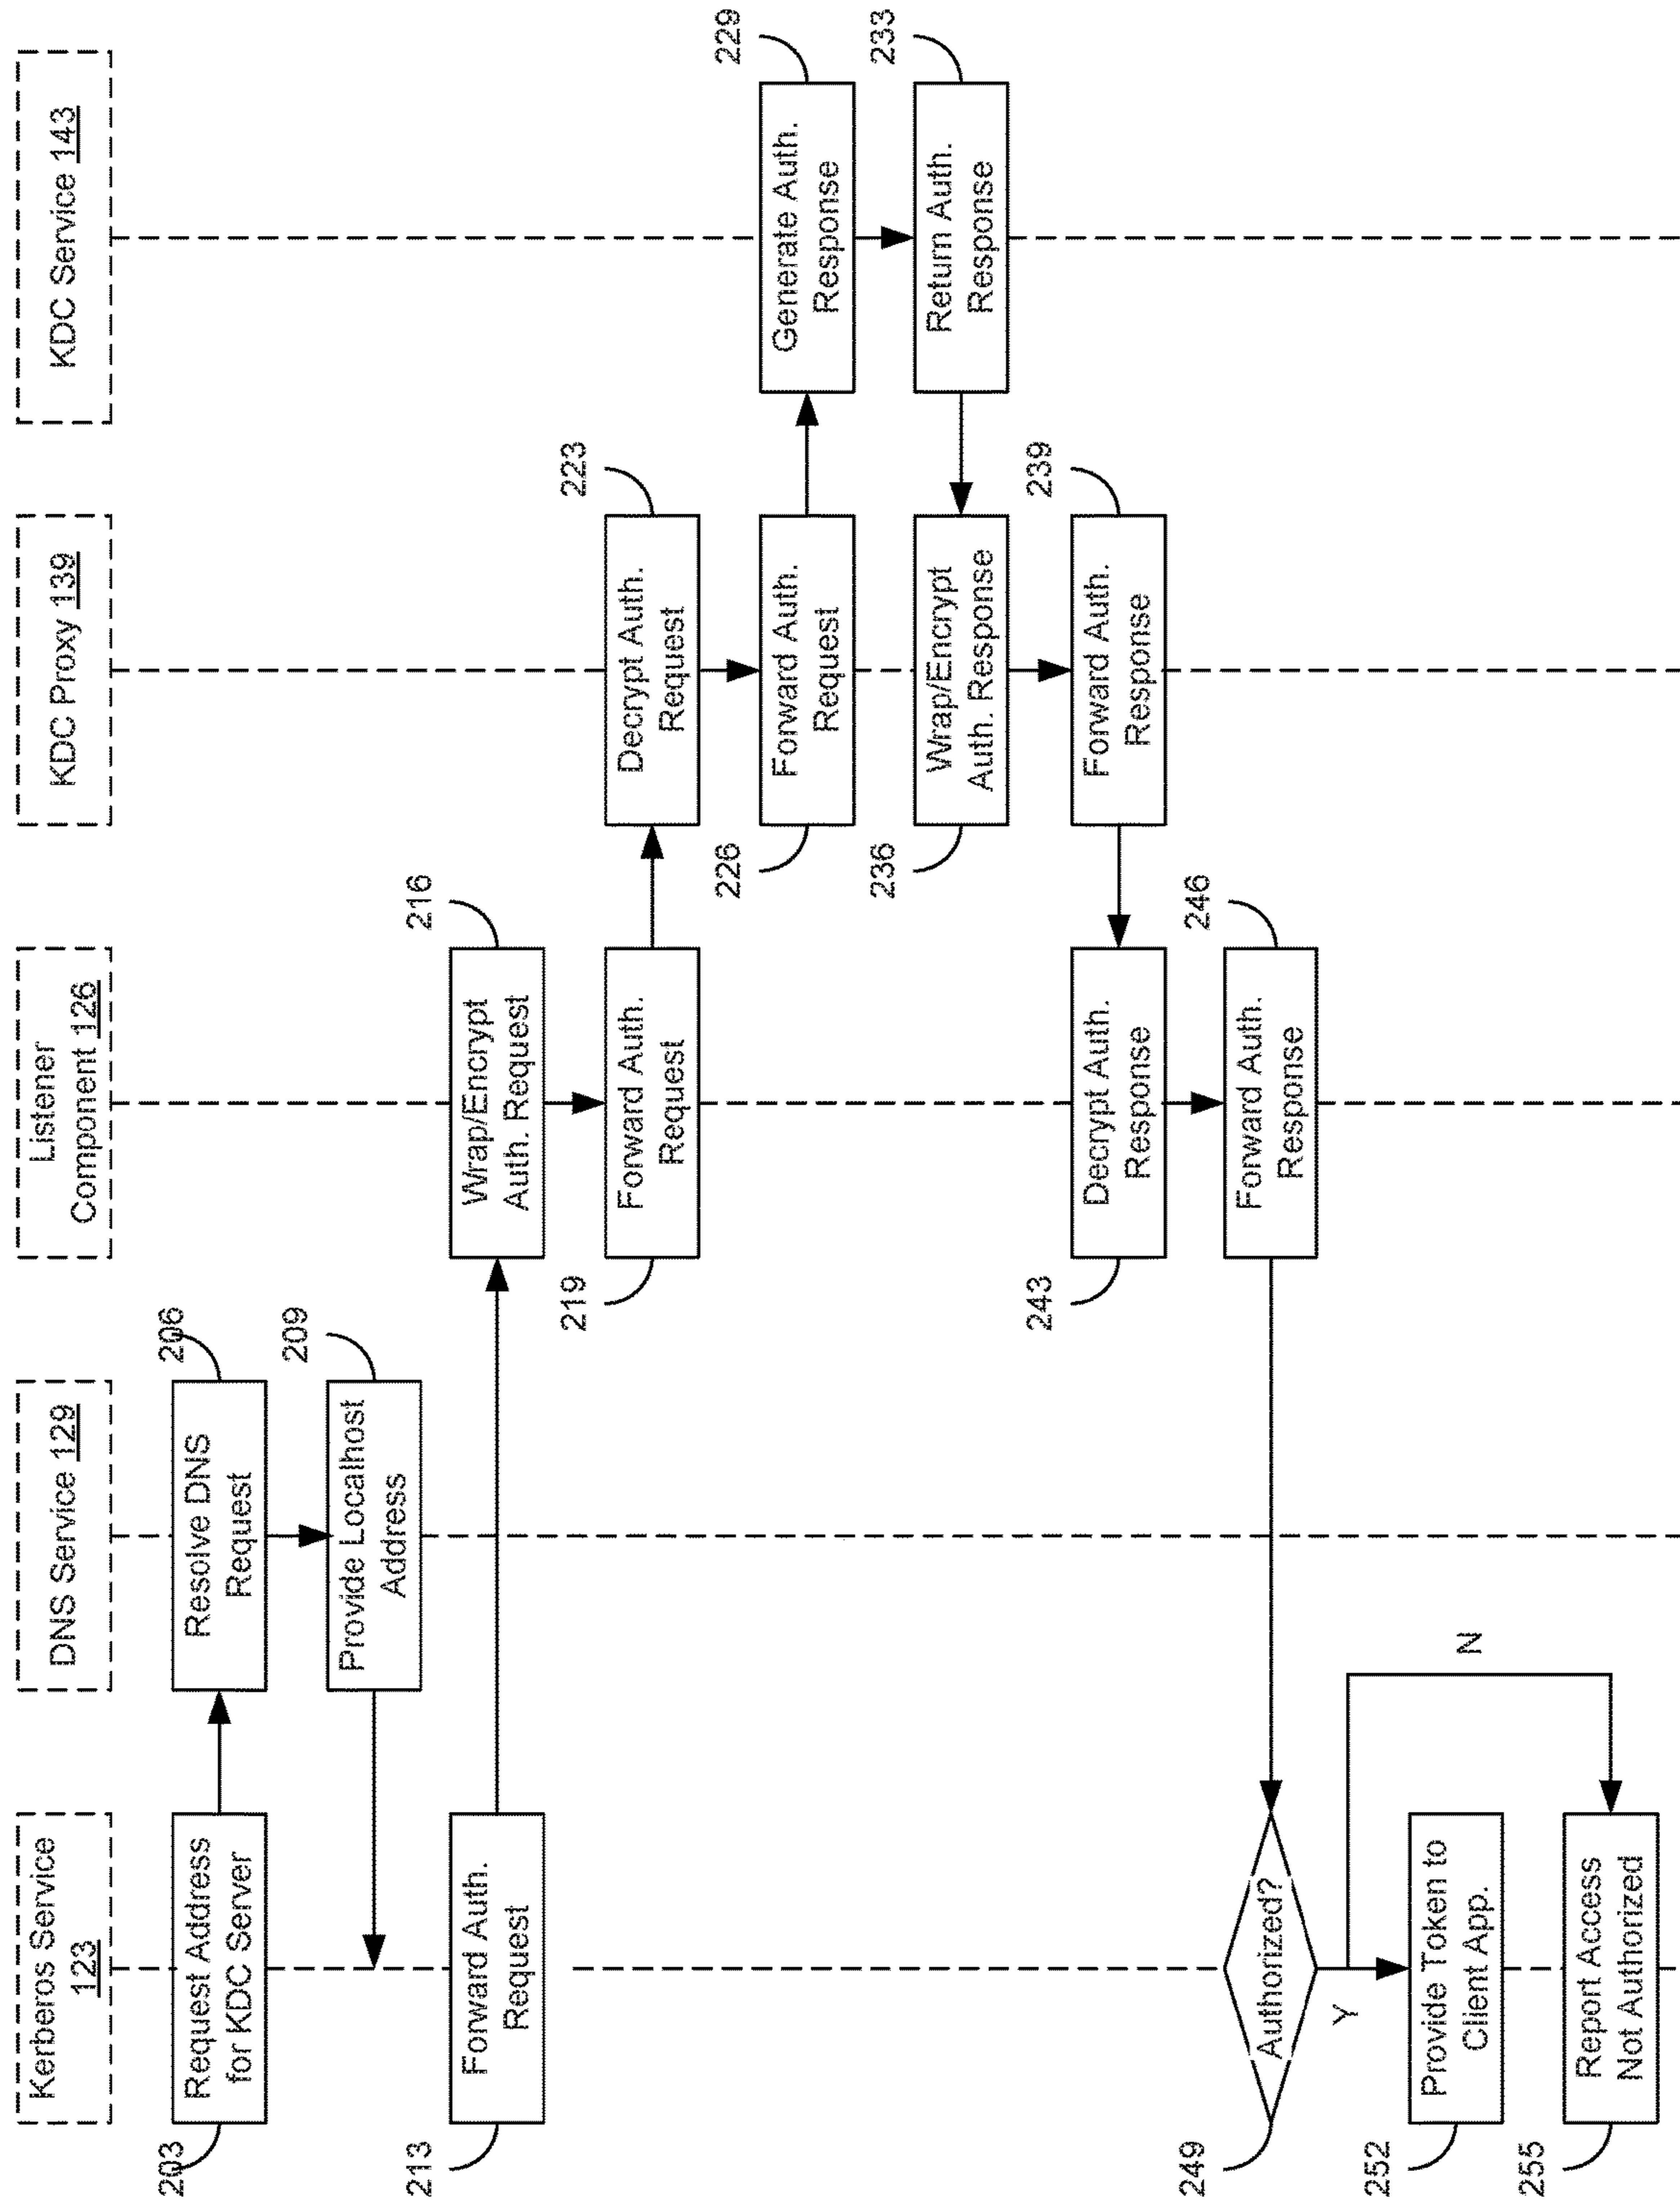 Kerberos Service
123
DNS Service 129
Listener
Component 126
KDC Proxy 139
KDC Service 143
203
Request Address
for KDC Server
206
Resolve DNS
Request
209
Provide Localhost
Address
213
Forward Auth.
Request
216
Wrap/Encrypt
Auth. Request
219
Forward Auth.
Request
223
Decrypt Auth.
Request
226
Forward Auth.
Request
229
Generate Auth.
Response
233
Return Auth.
Response
236
Wrap/Encrypt
Auth. Response
239
Forward Auth.
Response
243
Decrypt Auth.
Response
246
Forward Auth.
Response
249
Authorized?
Y
N
252
Provide Token to
Client App.
255
Report Access
Not Authorized